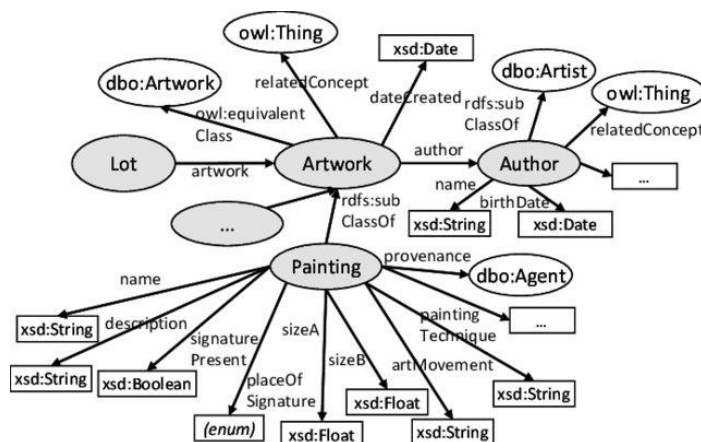 owl:Thing
xsd:Date
dbo:Artist
owl:Thing
dbo:Artwork
relatedConcept
dateCreated
rdfs:sub
ClassOf
relatedConcept
owl:equivalent
Class
Lot
artwork
Artwork
author
Author
...
...
rdfs:sub
ClassOf
name
birthDate
xsd:String
xsd:Date
Painting
provenance
dbo:Agent
name
xsd:String
description
xsd:String
signature
Present
xsd:Boolean
placeOf
Signature
(enum)
sizeA
xsd:Float
sizeB
xsd:Float
artMovement
xsd:String
painting
Technique
xsd:String
...